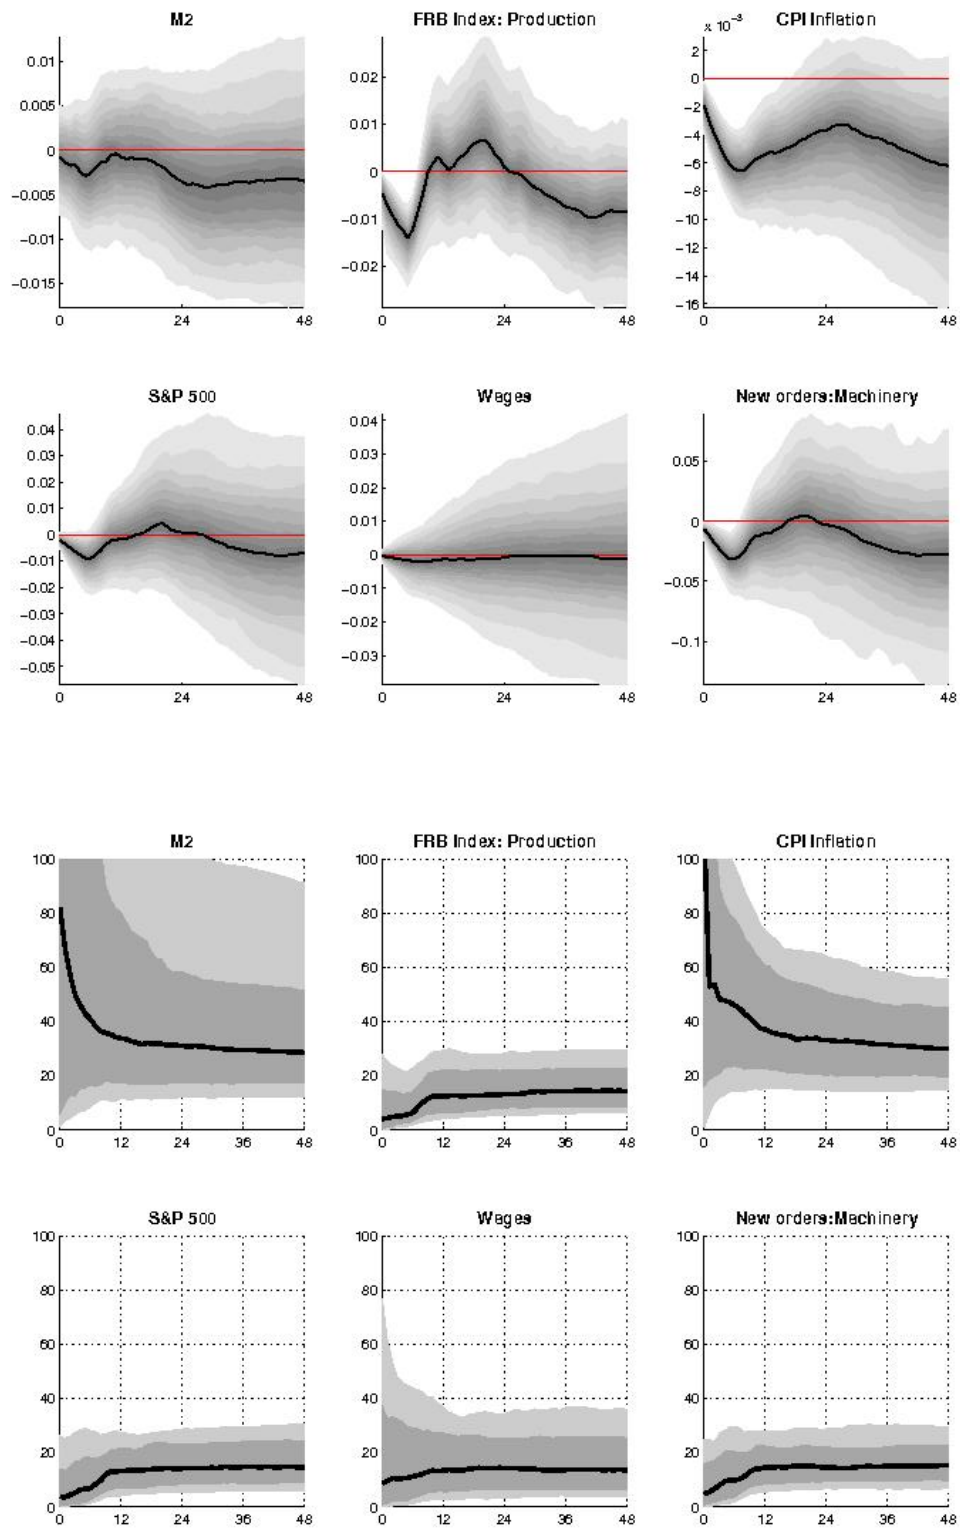 M2 FRB Index: Production CPI Inflation
x 10⁻³
0.01 0.005 0 −0.005 −0.01 −0.015
0.02 0.01 0 −0.01 −0.02
2 0 −2 −4 −6 −8 −10 −12 −14 −16
0 24 48 0 24 48 0 24 48
S&P 500 Wages New orders:Machinery
0.04 0.03 0.02 0.01 0 −0.01 −0.02 −0.03 −0.04 −0.05
0.04 0.03 0.02 0.01 0 −0.01 −0.02 −0.03
0.05 0 −0.05 −0.1
0 24 48 0 24 48 0 24 48
M2 FRB Index: Production CPI Inflation
100 80 60 40 20 0
100 80 60 40 20 0
100 80 60 40 20 0
0 12 24 36 48 0 12 24 36 48 0 12 24 36 48
S&P 500 Wages New orders:Machinery
100 80 60 40 20 0
100 80 60 40 20 0
100 80 60 40 20 0
0 12 24 36 48 0 12 24 36 48 0 12 24 36 48